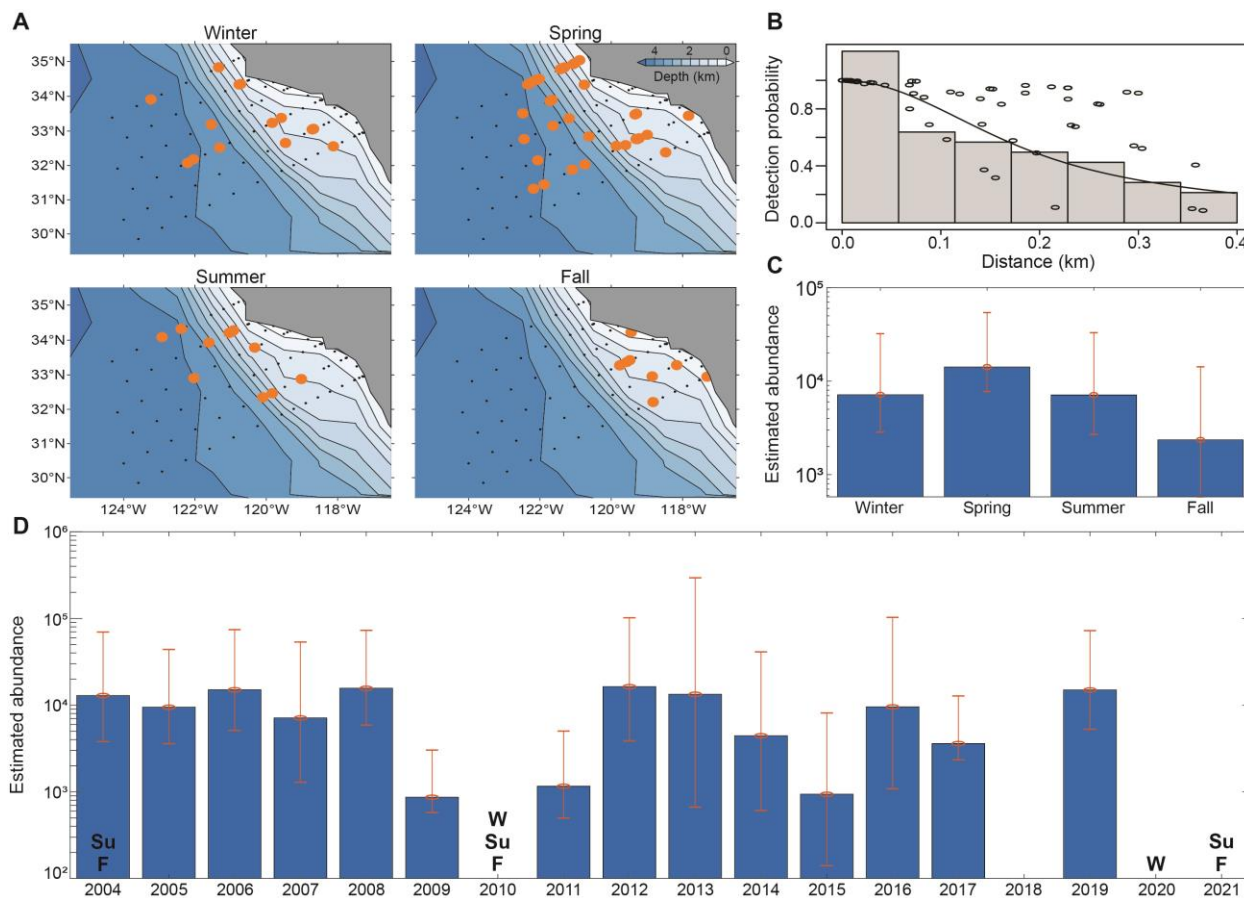 A
Winter
Spring
35°N
34°N
33°N
32°N
31°N
30°N
4 2 0
Depth (km)
Summer
Fall
35°N
34°N
33°N
32°N
31°N
30°N
124°W 122°W 120°W 118°W
124°W 122°W 120°W 118°W
B
Detection probability
0.8
0.4
0.0
0.0 0.1 0.2 0.3 0.4
Distance (km)
C
Estimated abundance
10⁵
10⁴
10³
Winter Spring Summer Fall
D
Estimated abundance
10⁶
10⁵
10⁴
10³
10²
Su
F
W
Su
F
W
Su
F
2004 2005 2006 2007 2008 2009 2010 2011 2012 2013 2014 2015 2016 2017 2018 2019 2020 2021